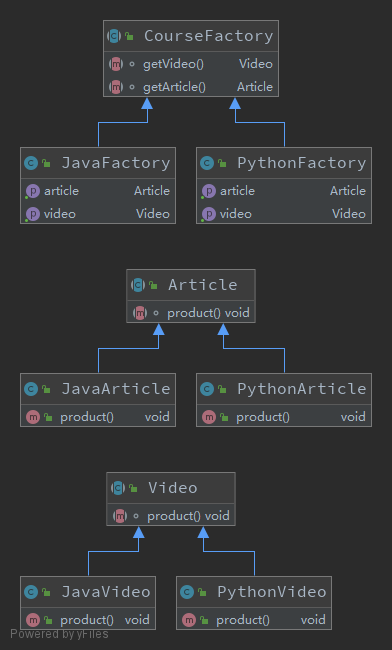 CourseFactory
getVideo() Video
getArticle() Article
JavaFactory
article Article
video Video
PythonFactory
article Article
video Video
Article
product() void
JavaArticle
product() void
PythonArticle
product() void
Video
product() void
JavaVideo
product() void
PythonVideo
product() void
Powered by yFiles